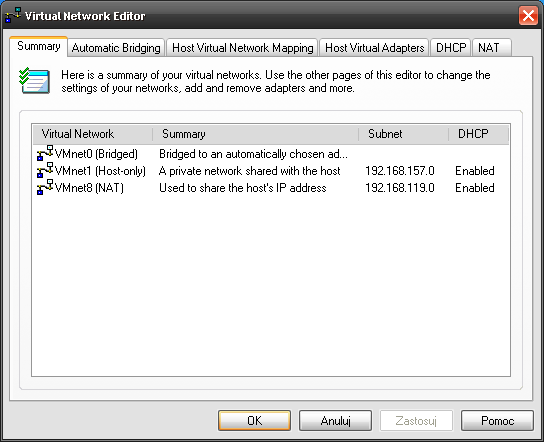 Virtual Network Editor
Summary Automatic Bridging Host Virtual Network Mapping Host Virtual Adapters DHCP NAT
Here is a summary of your virtual networks. Use the other pages of this editor to change the
settings of your networks, add and remove adapters and more.
Virtual Network Summary Subnet DHCP
VMnet0 (Bridged) Bridged to an automatically chosen ad...
VMnet1 (Host-only) A private network shared with the host 192.168.157.0 Enabled
VMnet8 (NAT) Used to share the host's IP address 192.168.119.0 Enabled
OK Anuluj Zastosuj Pomoc